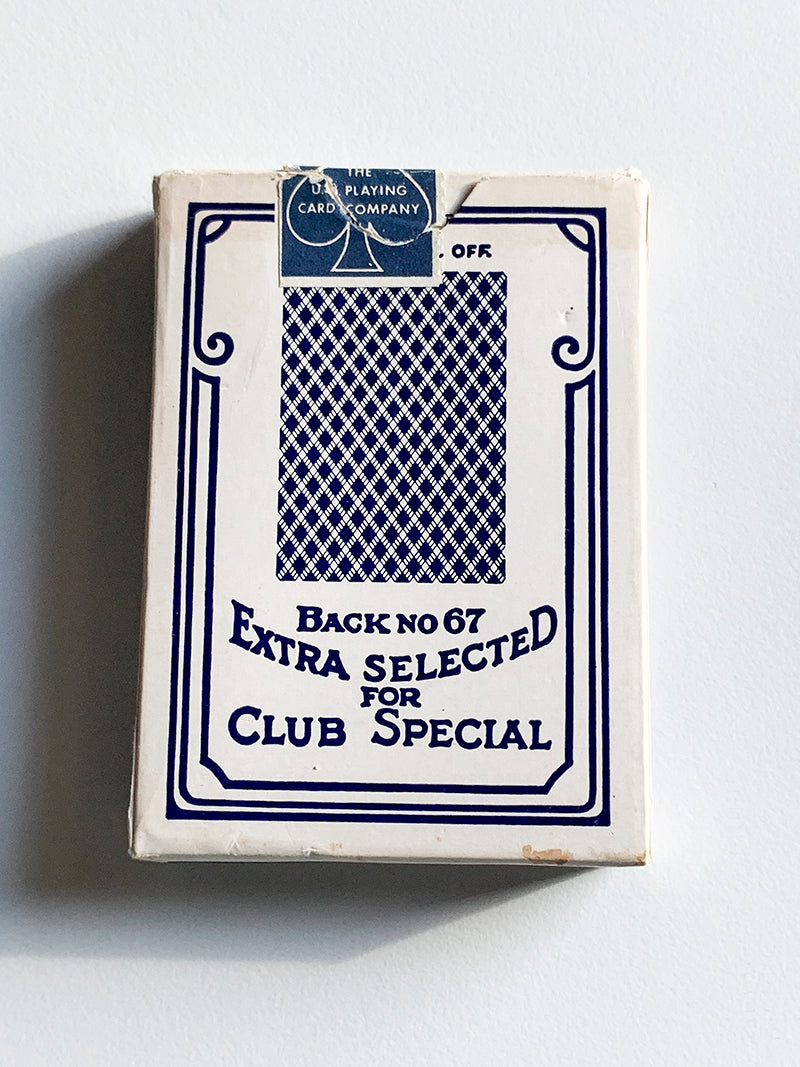 THE
U.S. PLAYING
CARD COMPANY
. OFF.
BACK NO 67
EXTRA SELECTED
FOR
CLUB SPECIAL